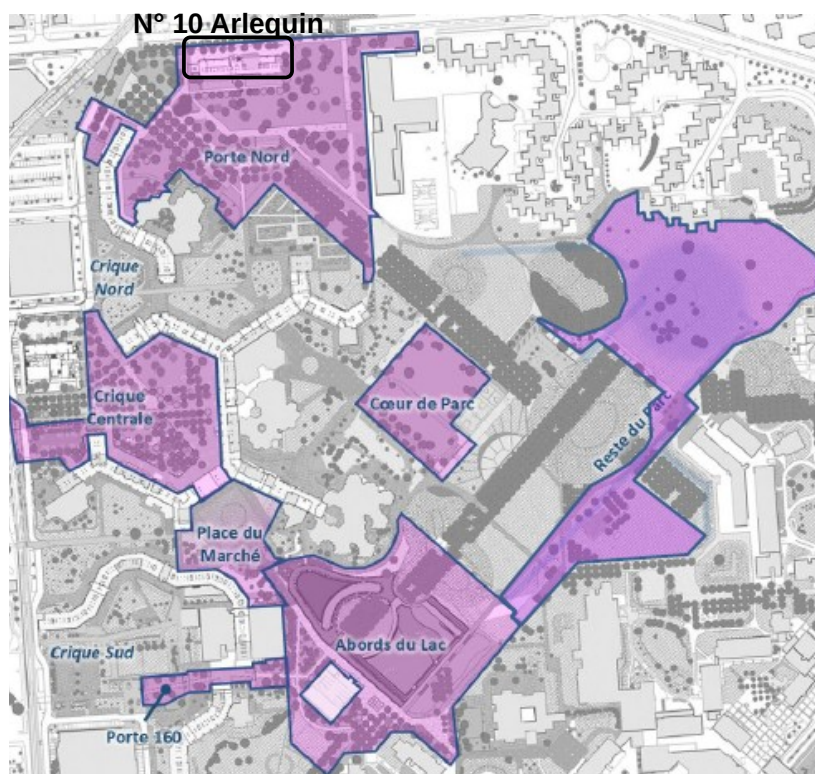 N° 10 Arlequin
Porte Nord
Crique
Nord
Crique
Centrale
Cœur de Parc
Reste du Parc
Place du
Marché
Abords du Lac
Crique Sud
Porte 160